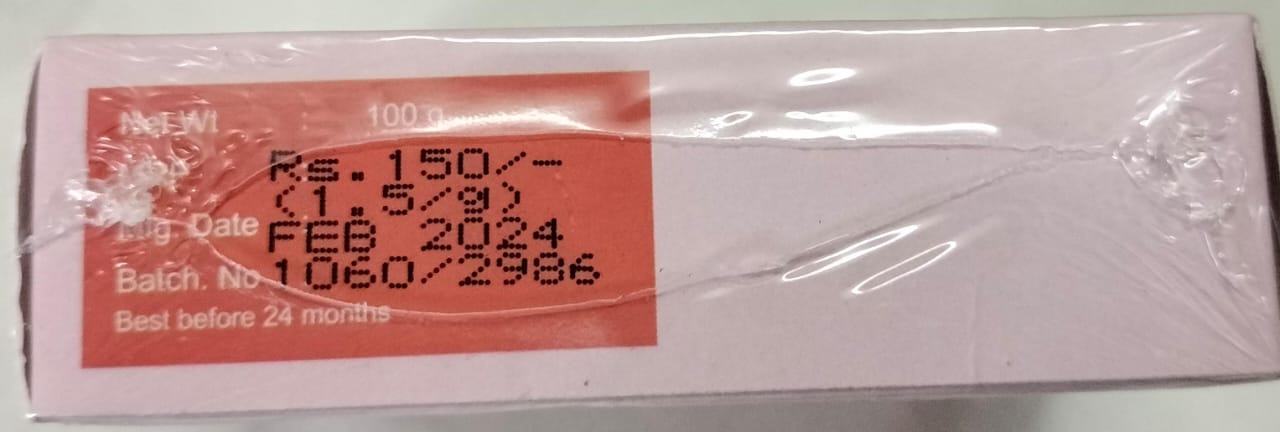 Net Wt 100 g
Rs.150/-
(1.5/g)
Mfg. Date FEB 2024
Batch. No 1060/2986
Best before 24 months